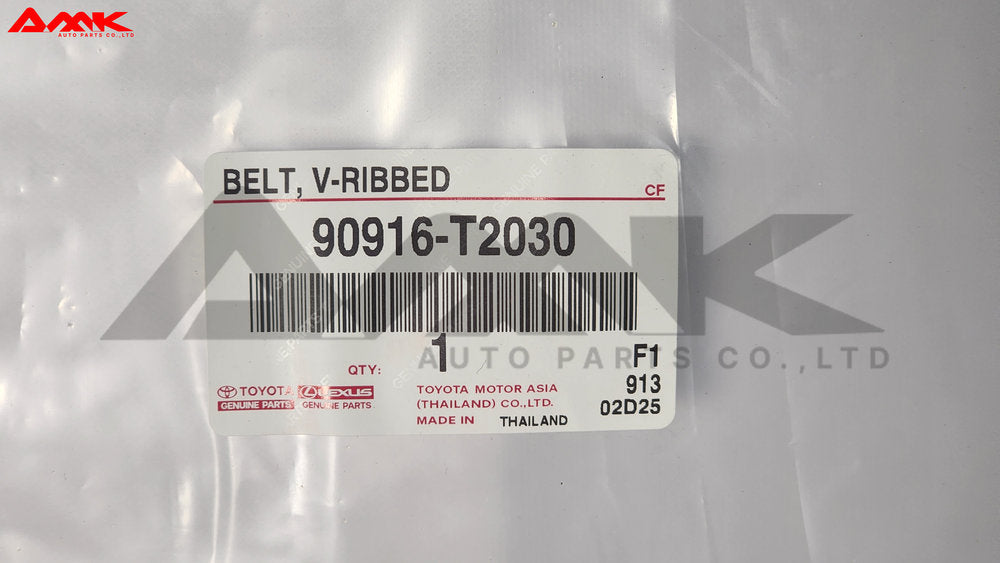 AMK
AUTO PARTS CO.,LTD
BELT, V-RIBBED
CF
90916-T2030
AMK
AUTO PARTS CO.,LTD
QTY: 1
F1
913
02D25
TOYOTA LEXUS
GENUINE PARTS GENUINE PARTS
TOYOTA MOTOR ASIA
(THAILAND) CO.,LTD.
MADE IN THAILAND